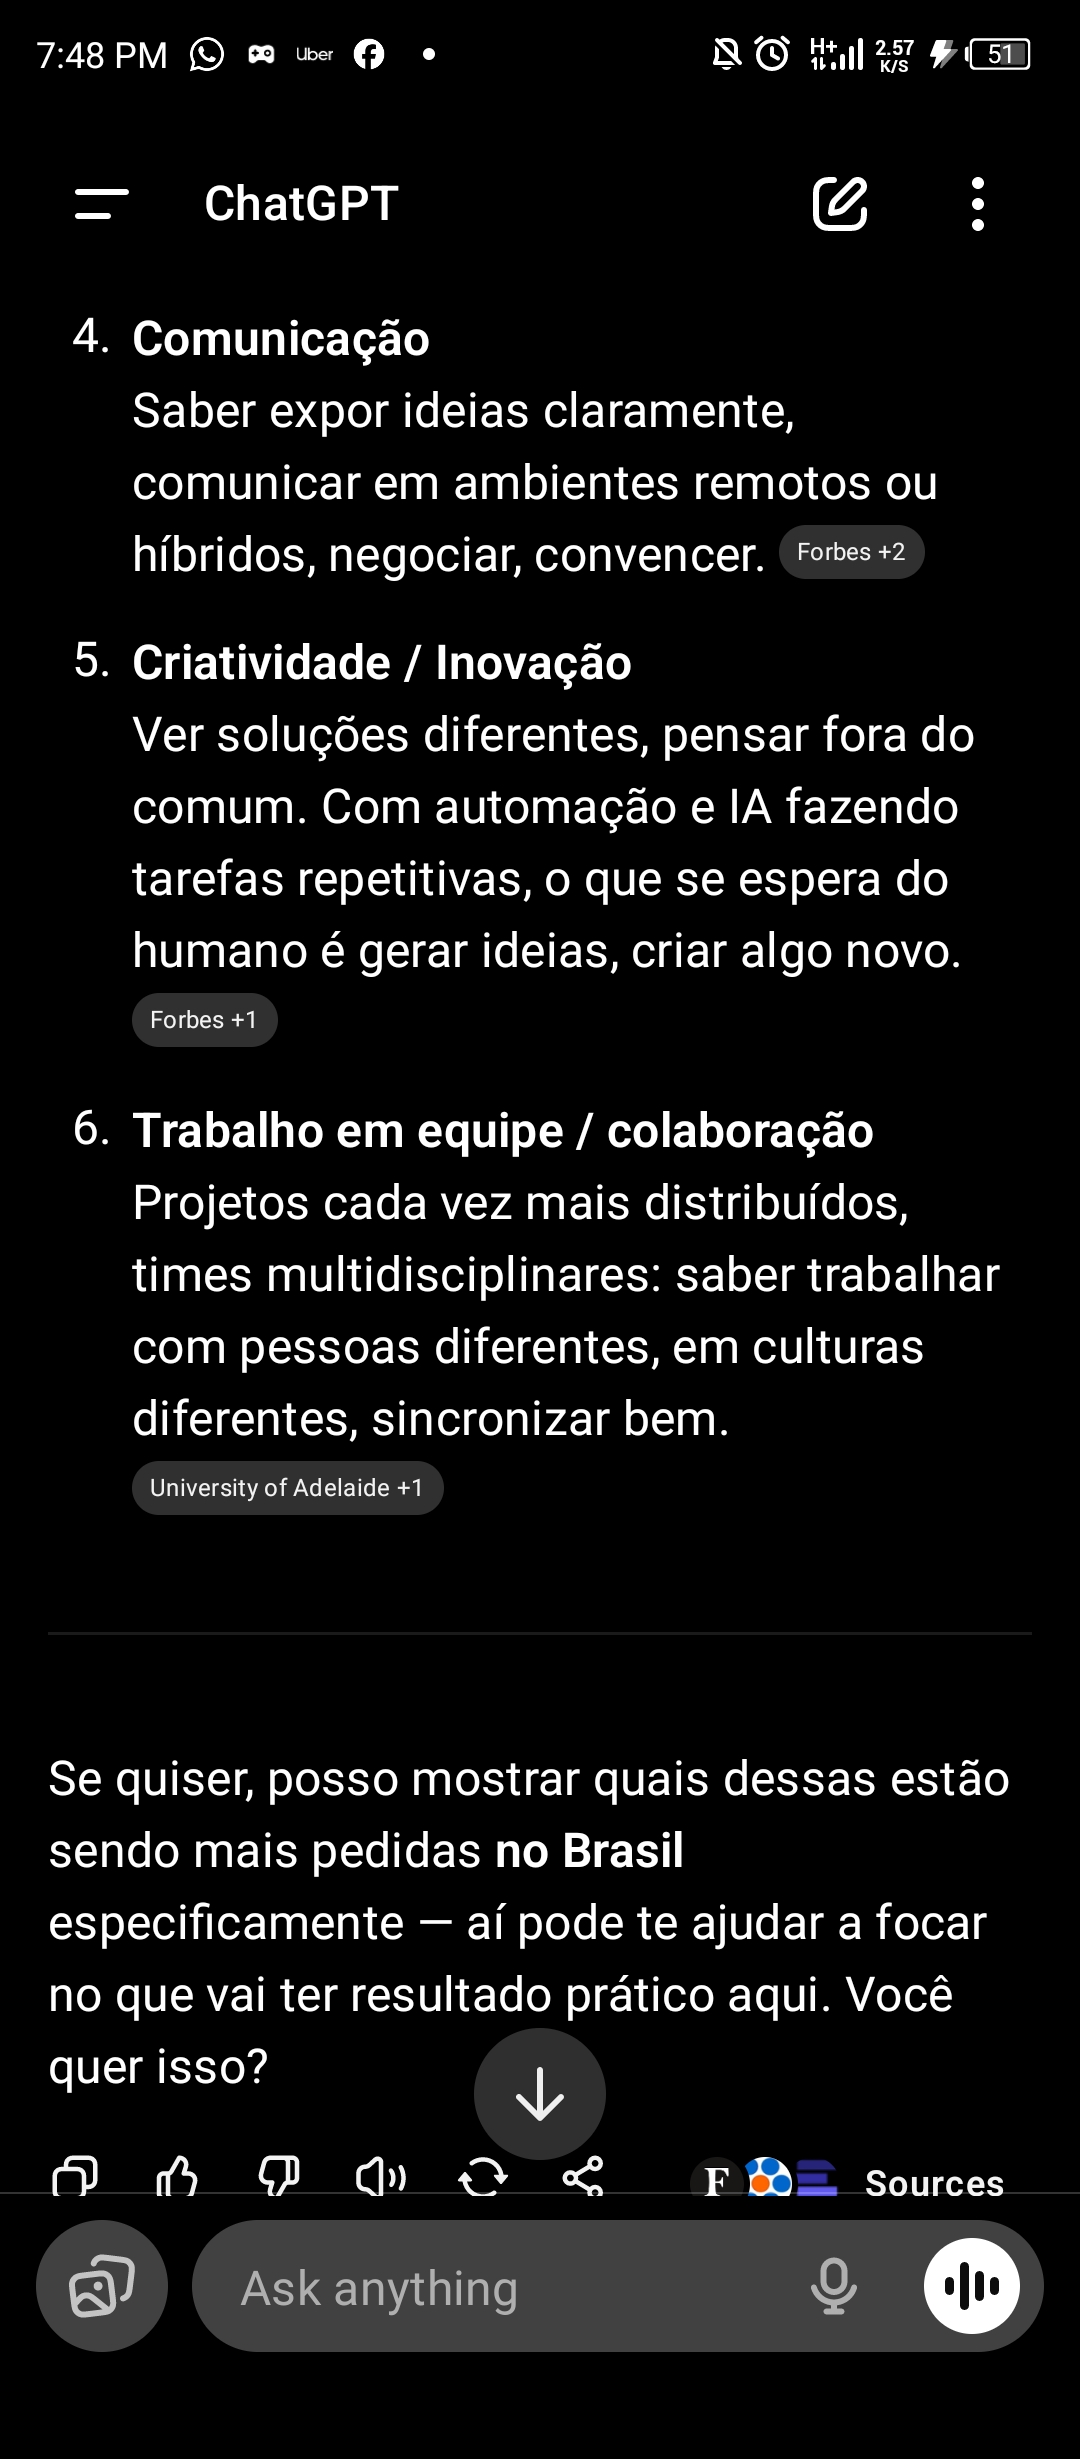 7:48 PM Uber H+ 2.57 K/S 51
ChatGPT
4. Comunicação
Saber expor ideias claramente,
comunicar em ambientes remotos ou
híbridos, negociar, convencer. Forbes +2
5. Criatividade / Inovação
Ver soluções diferentes, pensar fora do
comum. Com automação e IA fazendo
tarefas repetitivas, o que se espera do
humano é gerar ideias, criar algo novo.
Forbes +1
6. Trabalho em equipe / colaboração
Projetos cada vez mais distribuídos,
times multidisciplinares: saber trabalhar
com pessoas diferentes, em culturas
diferentes, sincronizar bem.
University of Adelaide +1
Se quiser, posso mostrar quais dessas estão
sendo mais pedidas no Brasil
especificamente — aí pode te ajudar a focar
no que vai ter resultado prático aqui. Você
quer isso?
F Sources
Ask anything